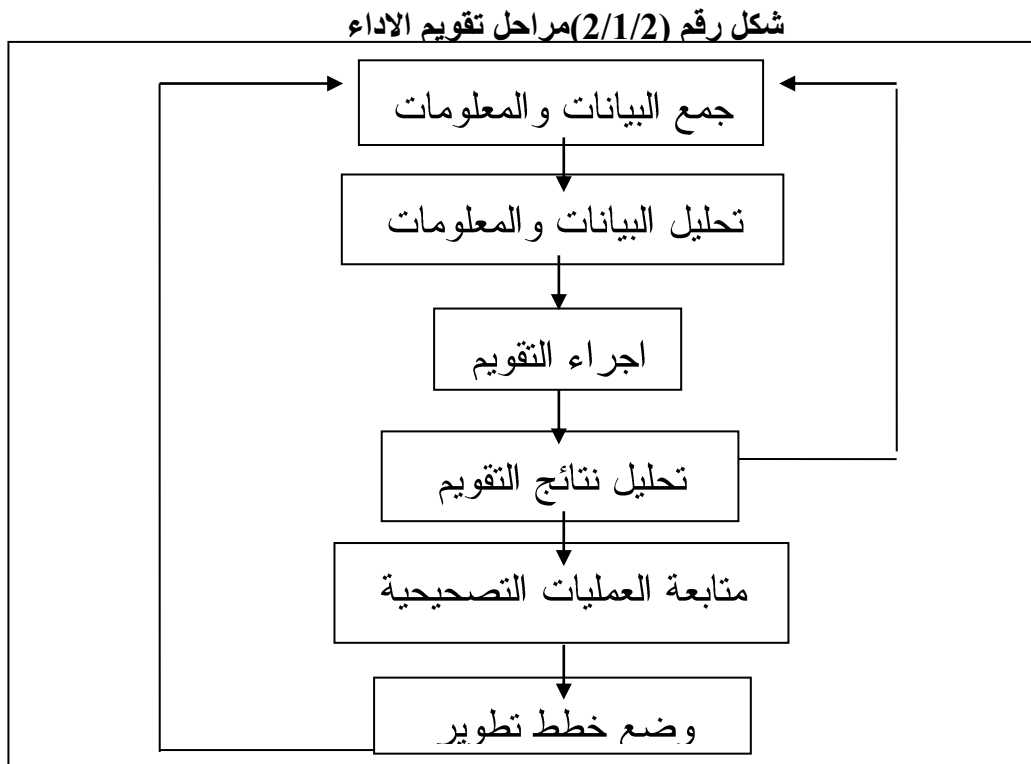 شكل رقم (2/1/2)مراحل تقويم الاداء
جمع البيانات والمعلومات
تحليل البيانات والمعلومات
اجراء التقويم
تحليل نتائج التقويم
متابعة العمليات التصحيحية
وضع خطط تطوير